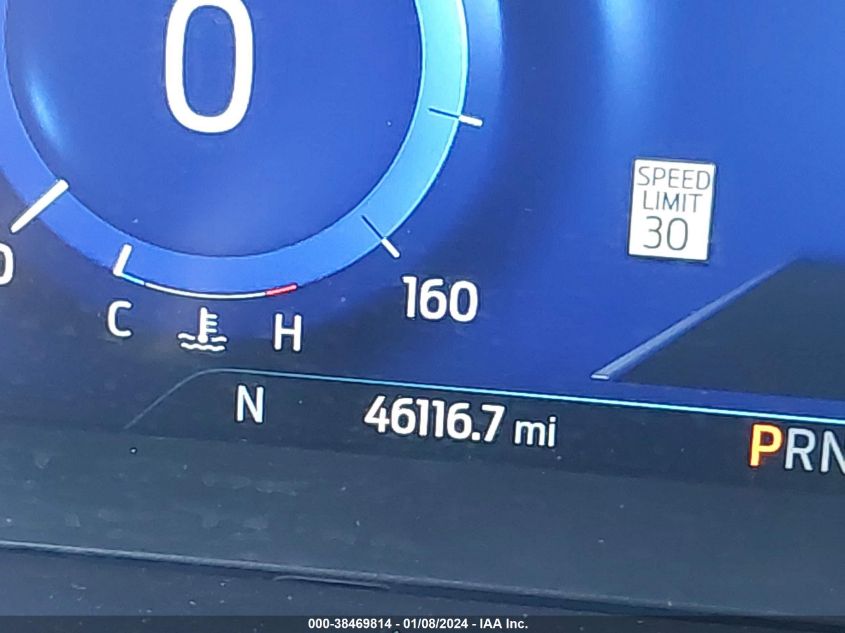 0
SPEED
LIMIT
30
160
C H
N 46116.7 mi PRN
000-38469814 - 01/08/2024 - IAA Inc.